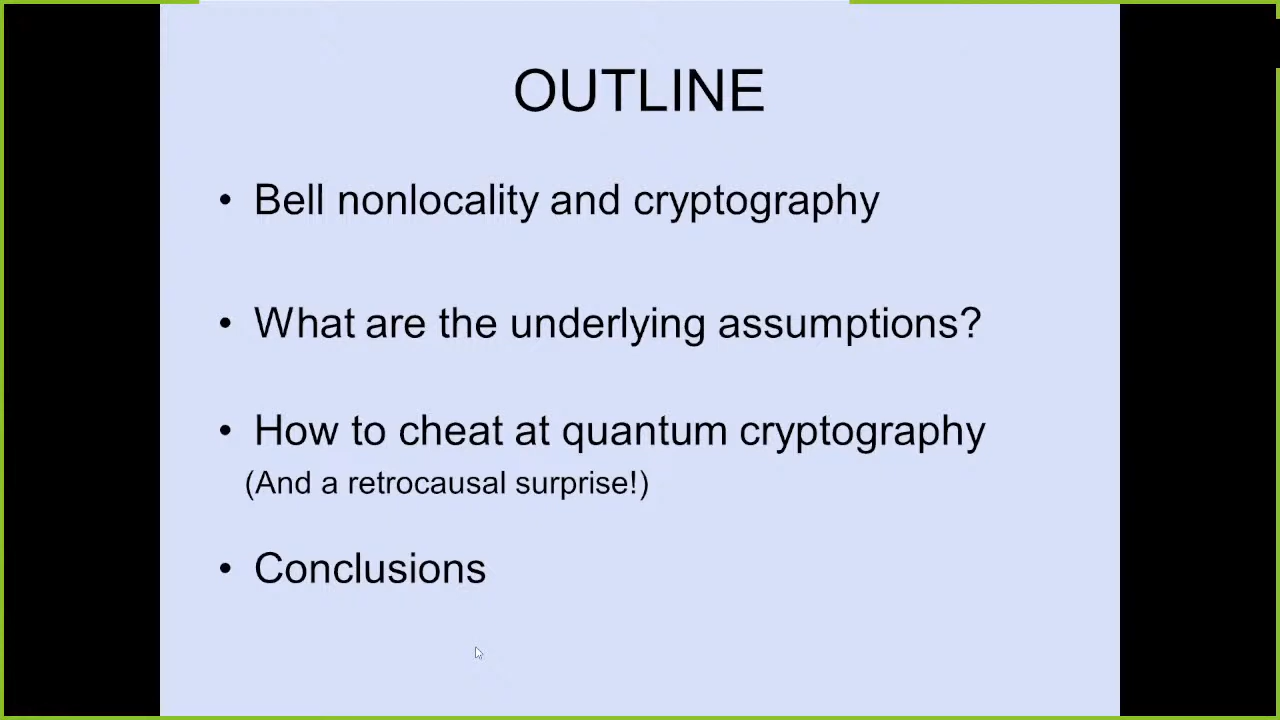 OUTLINE
• Bell nonlocality and cryptography
• What are the underlying assumptions?
• How to cheat at quantum cryptography
(And a retrocausal surprise!)
• Conclusions